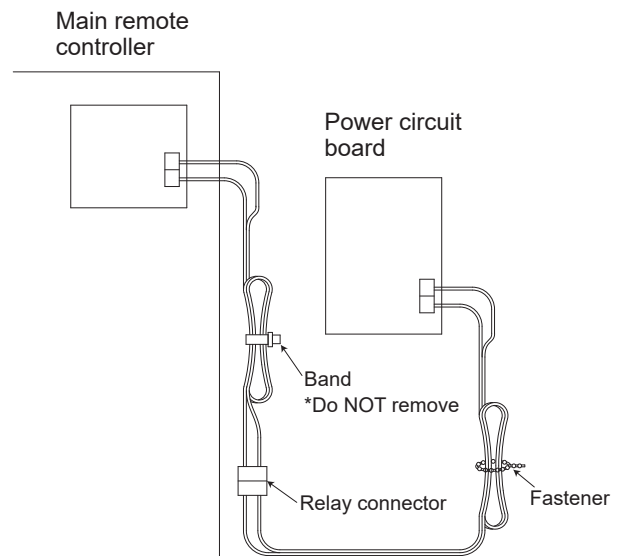 Main remote
controller
Power circuit
board
Band
*Do NOT remove
Relay connector
Fastener